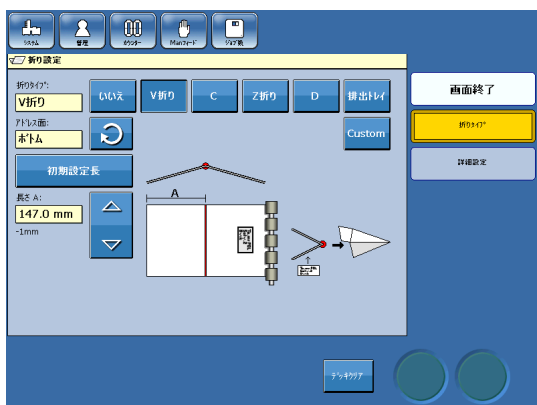 システム
管理
カウンター
Manフィード
ジョブ戻
折り設定
折りタイプ:
V折り
いいえ
V折り
C
Z折り
D
排出トレイ
アドレス面:
ボトム
Custom
初期設定長
長さ A:
147.0 mm
-1mm
A
画面終了
折りタイプ
詳細設定
デッキクリア